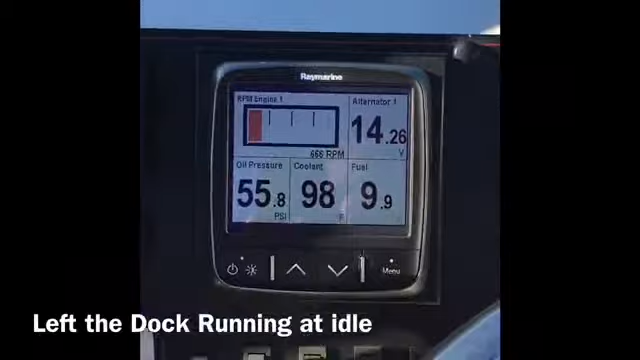 Raymarine
RPM Engine 1
Alternator 1
14.26
V
666 RPM
Oil Pressure
Coolant
Fuel
55.8
PSI
98
F
9.9
Menu
Left the Dock Running at idle